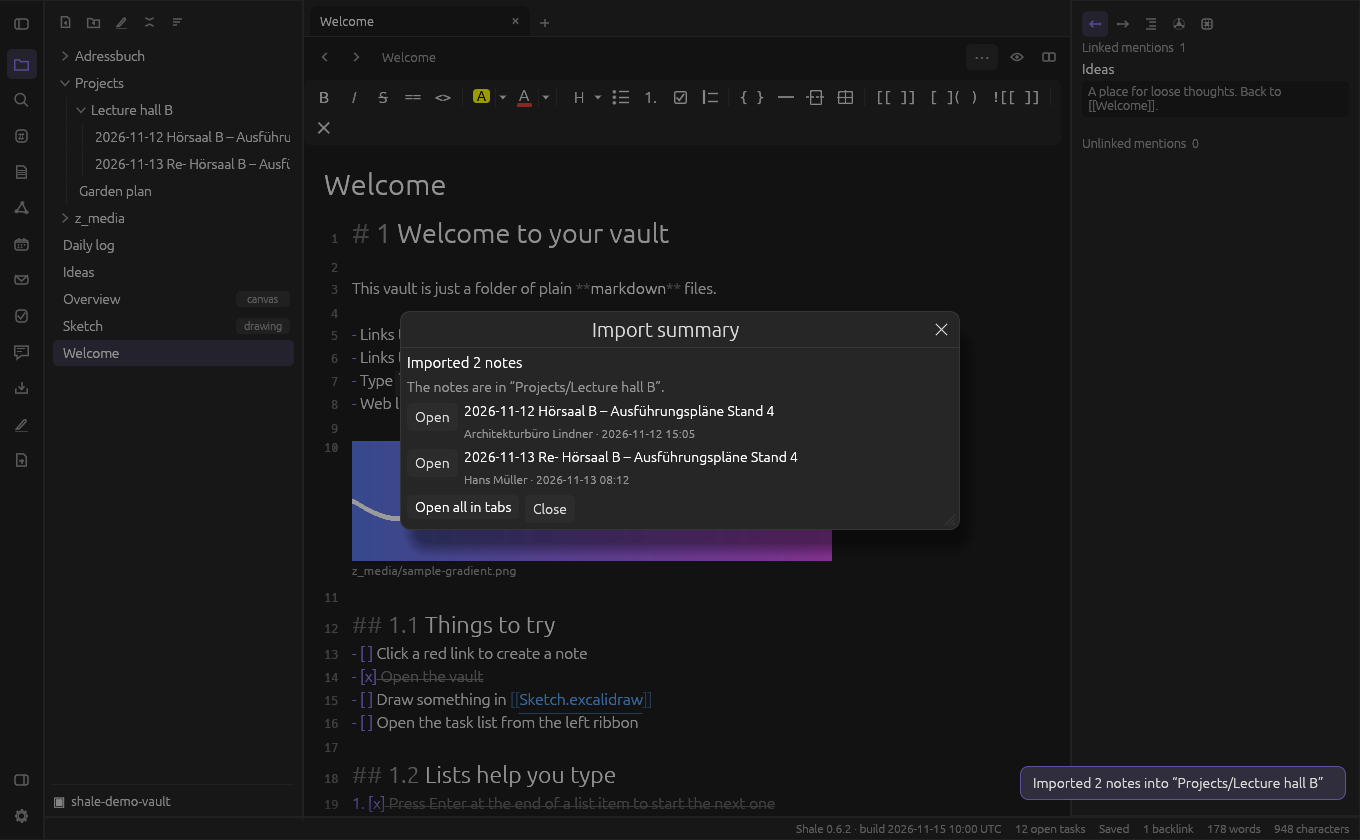 Adressbuch
Projects
Lecture hall B
2026-11-12 Hörsaal B – Ausführu
2026-11-13 Re- Hörsaal B – Ausfü
Garden plan
z_media
Daily log
Ideas
Overview canvas
Sketch drawing
Welcome
shale-demo-vault
Welcome × +
Welcome ···
B I S == <> A A H 1. { } — [[ ]] [ ]( ) ![[ ]]
Welcome
1 # 1 Welcome to your vault
2
3 This vault is just a folder of plain **markdown** files.
4
5 - Links
6 - Links
7 - Type
8 - Web l
9
10
z_media/sample-gradient.png
11
12 ## 1.1 Things to try
13 - [ ] Click a red link to create a note
14 - [x] Open the vault
15 - [ ] Draw something in [[Sketch.excalidraw]]
16 - [ ] Open the task list from the left ribbon
17
18 ## 1.2 Lists help you type
19 1. [x] Press Enter at the end of a list item to start the next one
Import summary
Imported 2 notes
The notes are in “Projects/Lecture hall B”.
Open 2026-11-12 Hörsaal B – Ausführungspläne Stand 4
Architekturbüro Lindner · 2026-11-12 15:05
Open 2026-11-13 Re- Hörsaal B – Ausführungspläne Stand 4
Hans Müller · 2026-11-13 08:12
Open all in tabs Close
Linked mentions 1
Ideas
A place for loose thoughts. Back to
[[Welcome]].
Unlinked mentions 0
Imported 2 notes into “Projects/Lecture hall B”
Shale 0.6.2 · build 2026-11-15 10:00 UTC 12 open tasks Saved 1 backlink 178 words 948 characters